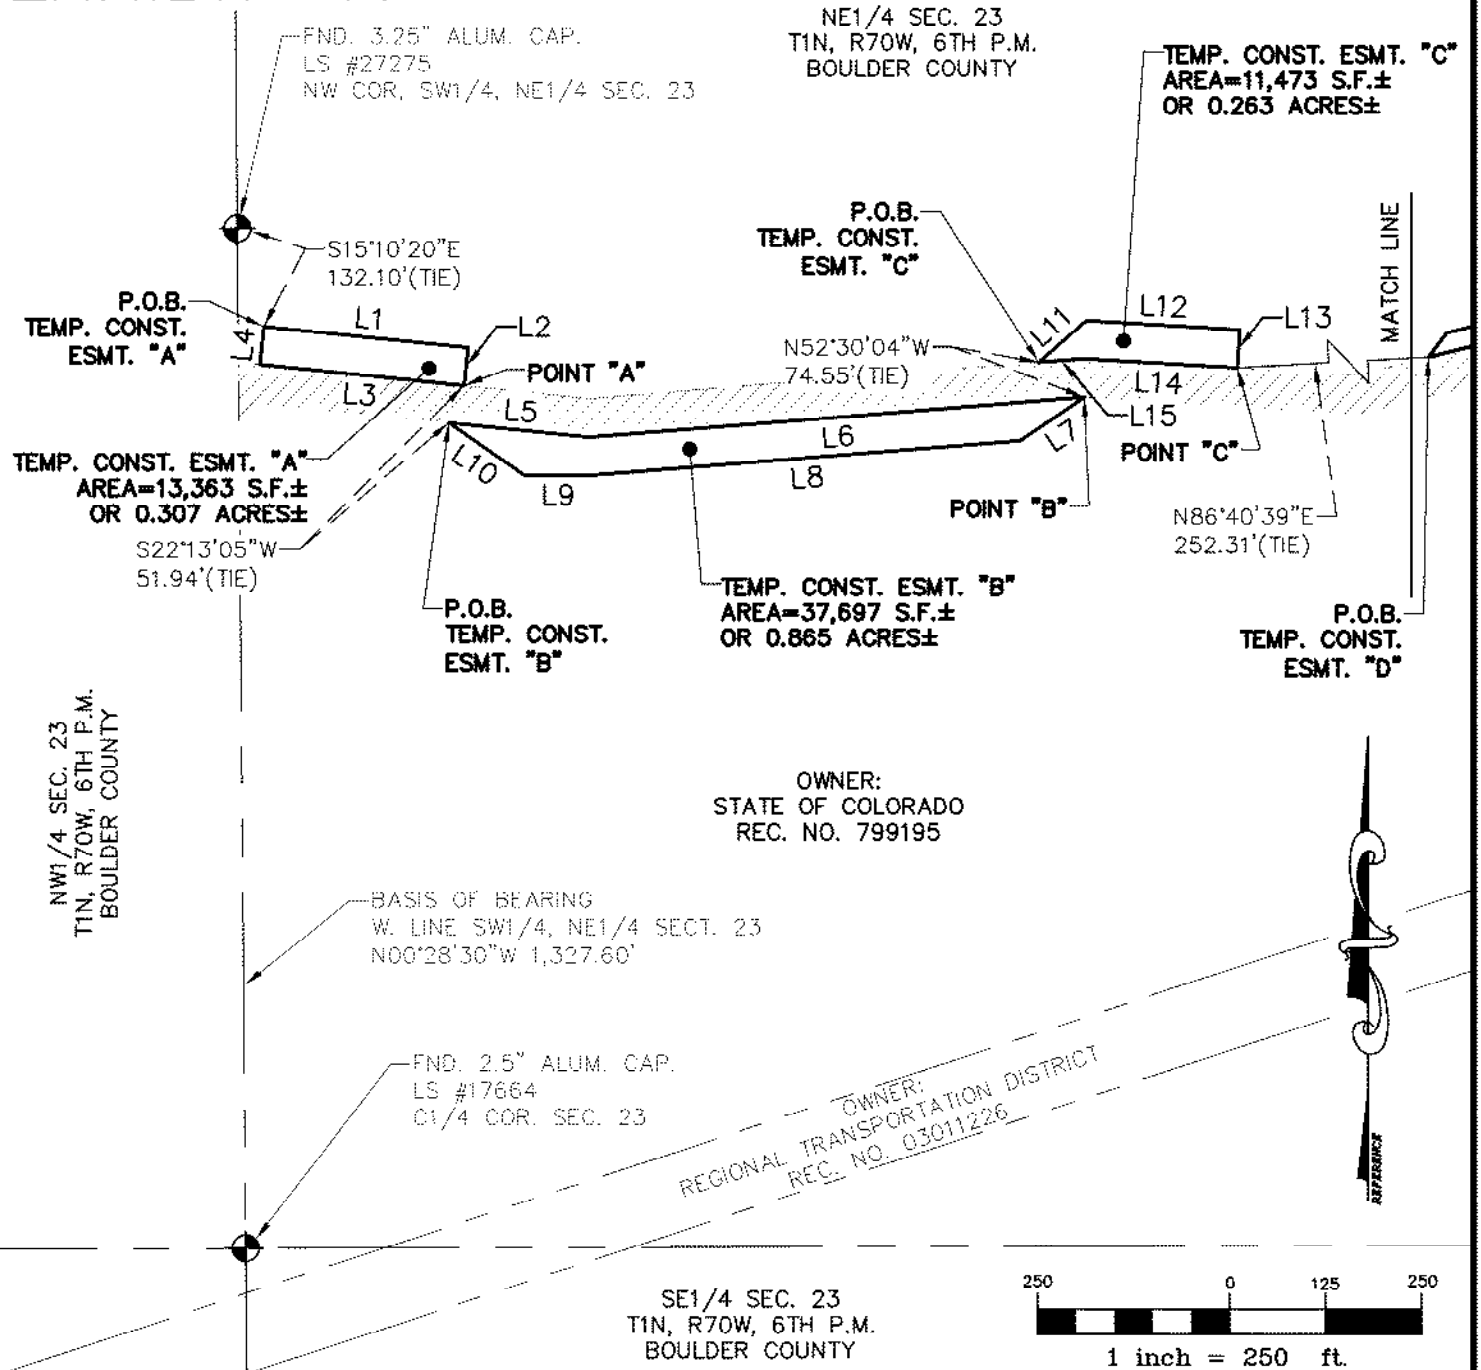 NE1/4 SEC. 23
T1N, R70W, 6TH P.M.
BOULDER COUNTY
FND. 3.25" ALUM. CAP.
LS #27275
NW COR, SW1/4, NE1/4 SEC. 23
TEMP. CONST. ESMT. "C"
AREA=11,473 S.F.±
OR 0.263 ACRES±
P.O.B.
TEMP. CONST.
ESMT. "C"
MATCH LINE
S15°10'20"E
132.10'(TIE)
P.O.B.
TEMP. CONST.
ESMT. "A"
L4
L1
L2
L3
POINT "A"
N52°30'04"W
74.55'(TIE)
L11
L12
L13
L14
L15
POINT "C"
L5
L6
L7
L8
L9
L10
TEMP. CONST. ESMT. "A"
AREA=13,363 S.F.±
OR 0.307 ACRES±
S22°13'05"W
51.94'(TIE)
POINT "B"
N86°40'39"E
252.31'(TIE)
P.O.B.
TEMP. CONST.
ESMT. "B"
TEMP. CONST. ESMT. "B"
AREA=37,697 S.F.±
OR 0.865 ACRES±
P.O.B.
TEMP. CONST.
ESMT. "D"
NW1/4 SEC. 23
T1N, R70W, 6TH P.M.
BOULDER COUNTY
OWNER:
STATE OF COLORADO
REC. NO. 799195
BASIS OF BEARING
W. LINE SW1/4, NE1/4 SECT. 23
N00°28'30"W 1,327.60'
FND. 2.5" ALUM. CAP.
LS #17664
C1/4 COR. SEC. 23
OWNER:
REGIONAL TRANSPORTATION DISTRICT
REC. NO. 03011226
REFERENCE
SE1/4 SEC. 23
T1N, R70W, 6TH P.M.
BOULDER COUNTY
250 0 125 250
1 inch = 250 ft.